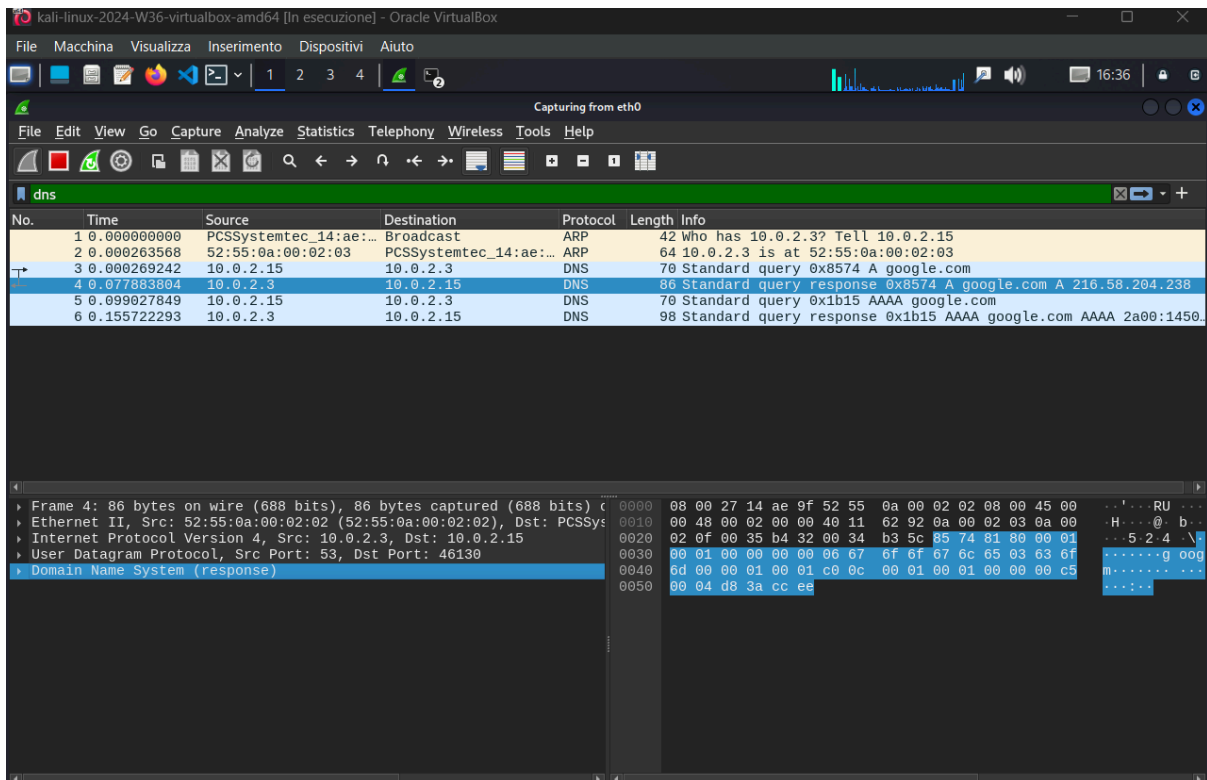 kali-linux-2024-W36-virtualbox-amd64 [In esecuzione] - Oracle VirtualBox
File Macchina Visualizza Inserimento Dispositivi Aiuto
1 2 3 4 2 16:36
Capturing from eth0
File Edit View Go Capture Analyze Statistics Telephony Wireless Tools Help
dns
No. Time Source Destination Protocol Length Info
1 0.000000000 PCSSystemtec_14:ae:… Broadcast ARP 42 Who has 10.0.2.3? Tell 10.0.2.15
2 0.000263568 52:55:0a:00:02:03 PCSSystemtec_14:ae:… ARP 64 10.0.2.3 is at 52:55:0a:00:02:03
3 0.000269242 10.0.2.15 10.0.2.3 DNS 70 Standard query 0x8574 A google.com
4 0.077883804 10.0.2.3 10.0.2.15 DNS 86 Standard query response 0x8574 A google.com A 216.58.204.238
5 0.099027849 10.0.2.15 10.0.2.3 DNS 70 Standard query 0x1b15 AAAA google.com
6 0.155722293 10.0.2.3 10.0.2.15 DNS 98 Standard query response 0x1b15 AAAA google.com AAAA 2a00:1450…
Frame 4: 86 bytes on wire (688 bits), 86 bytes captured (688 bits) o
Ethernet II, Src: 52:55:0a:00:02:02 (52:55:0a:00:02:02), Dst: PCSSys
Internet Protocol Version 4, Src: 10.0.2.3, Dst: 10.0.2.15
User Datagram Protocol, Src Port: 53, Dst Port: 46130
Domain Name System (response)
0000 08 00 27 14 ae 9f 52 55 0a 00 02 02 08 00 45 00 ··'···RU ······E·
0010 00 48 00 02 00 00 40 11 62 92 0a 00 02 03 0a 00 ·H····@· b·······
0020 02 0f 00 35 b4 32 00 34 b3 5c 85 74 81 80 00 01 ···5·2·4 ·\·
0030 00 01 00 00 00 00 06 67 6f 6f 67 6c 65 03 63 6f ·······g oog
0040 6d 00 00 01 00 01 c0 0c 00 01 00 01 00 00 00 c5 m······· ···
0050 00 04 d8 3a cc ee ···:··